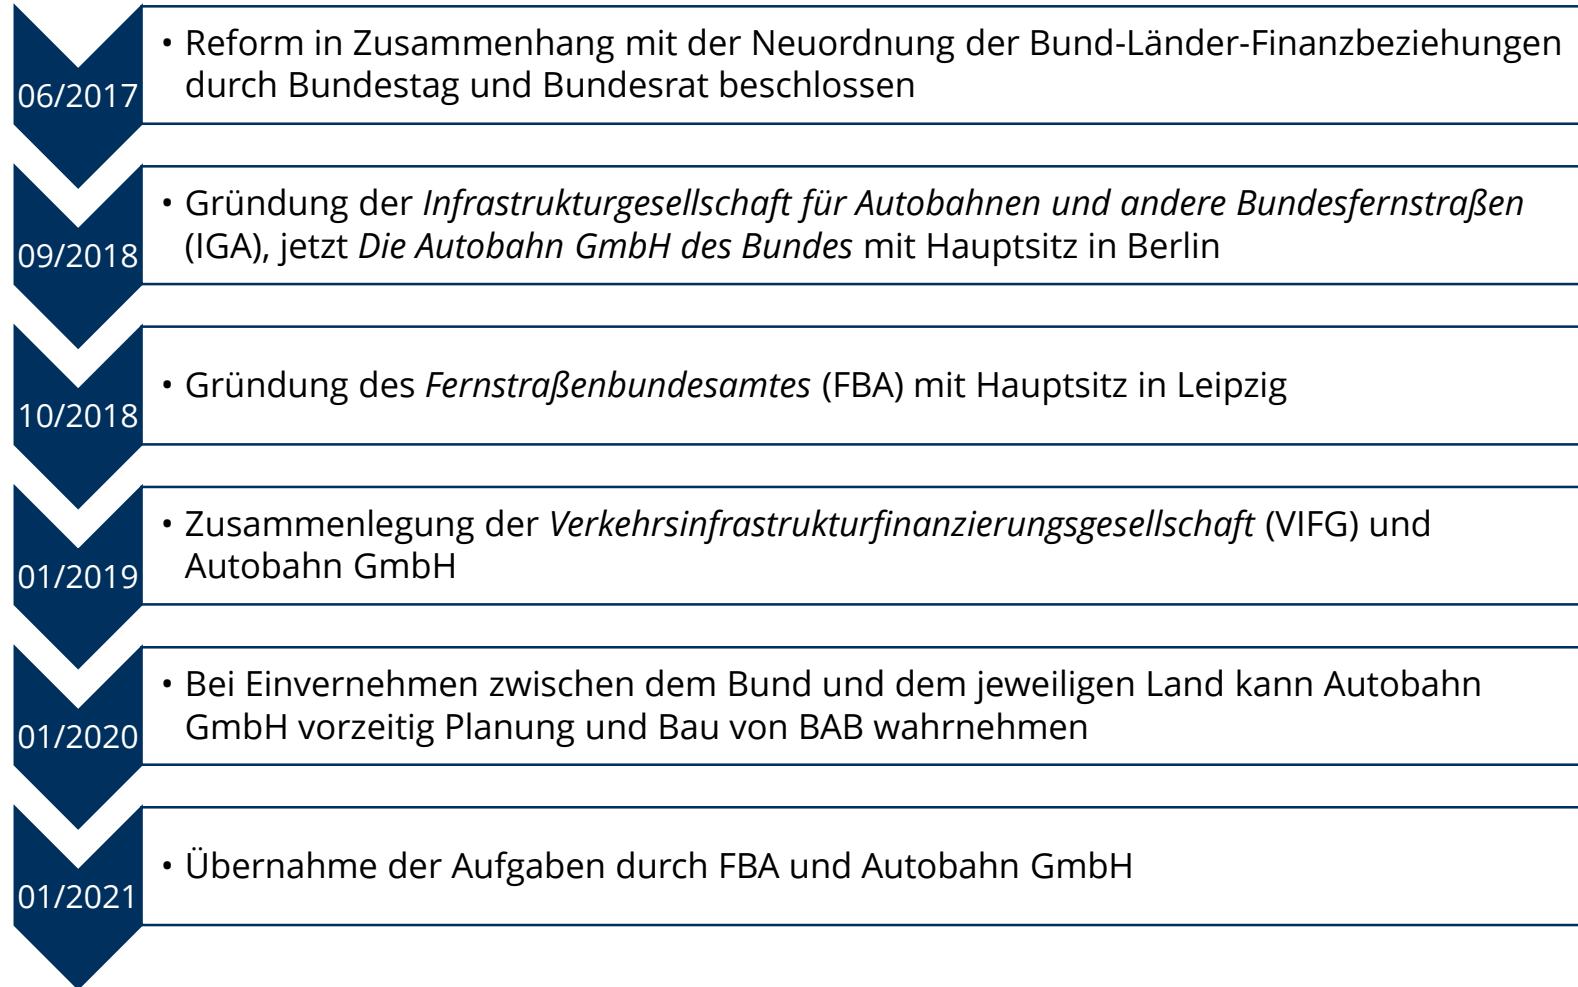 06/2017
• Reform in Zusammenhang mit der Neuordnung der Bund-Länder-Finanzbeziehungen
durch Bundestag und Bundesrat beschlossen
09/2018
• Gründung der Infrastrukturgesellschaft für Autobahnen und andere Bundesfernstraßen
(IGA), jetzt Die Autobahn GmbH des Bundes mit Hauptsitz in Berlin
10/2018
• Gründung des Fernstraßenbundesamtes (FBA) mit Hauptsitz in Leipzig
01/2019
• Zusammenlegung der Verkehrsinfrastrukturfinanzierungsgesellschaft (VIFG) und
Autobahn GmbH
01/2020
• Bei Einvernehmen zwischen dem Bund und dem jeweiligen Land kann Autobahn
GmbH vorzeitig Planung und Bau von BAB wahrnehmen
01/2021
• Übernahme der Aufgaben durch FBA und Autobahn GmbH